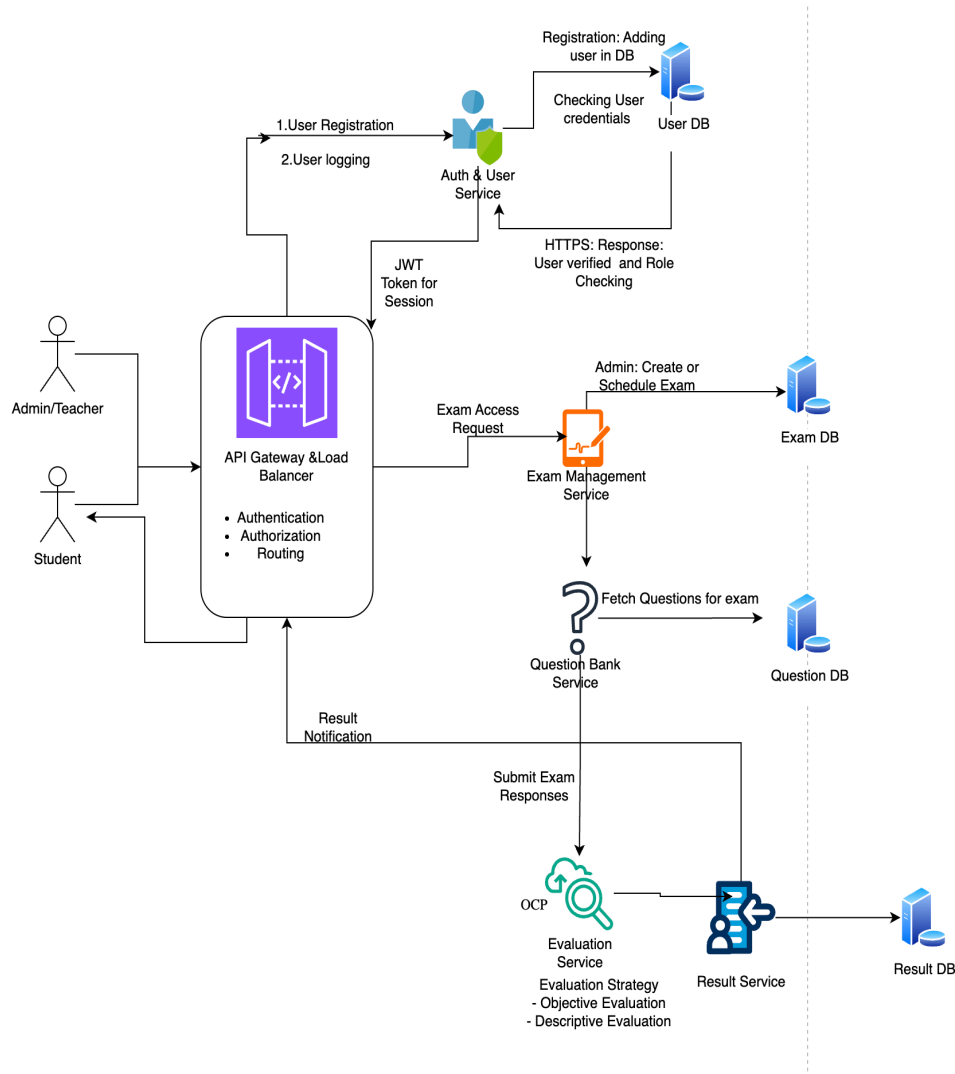 Registration: Adding
user in DB
Checking User
credentials
User DB
1.User Registration
2.User logging
Auth & User
Service
HTTPS: Response:
User verified and Role
Checking
JWT
Token for
Session
Admin/Teacher
Student
API Gateway &Load
Balancer
• Authentication
• Authorization
• Routing
Exam Access
Request
Admin: Create or
Schedule Exam
Exam DB
Exam Management
Service
Fetch Questions for exam
Question Bank
Service
Question DB
Result
Notification
Submit Exam
Responses
OCP
Evaluation
Service
Evaluation Strategy
- Objective Evaluation
- Descriptive Evaluation
Result Service
Result DB